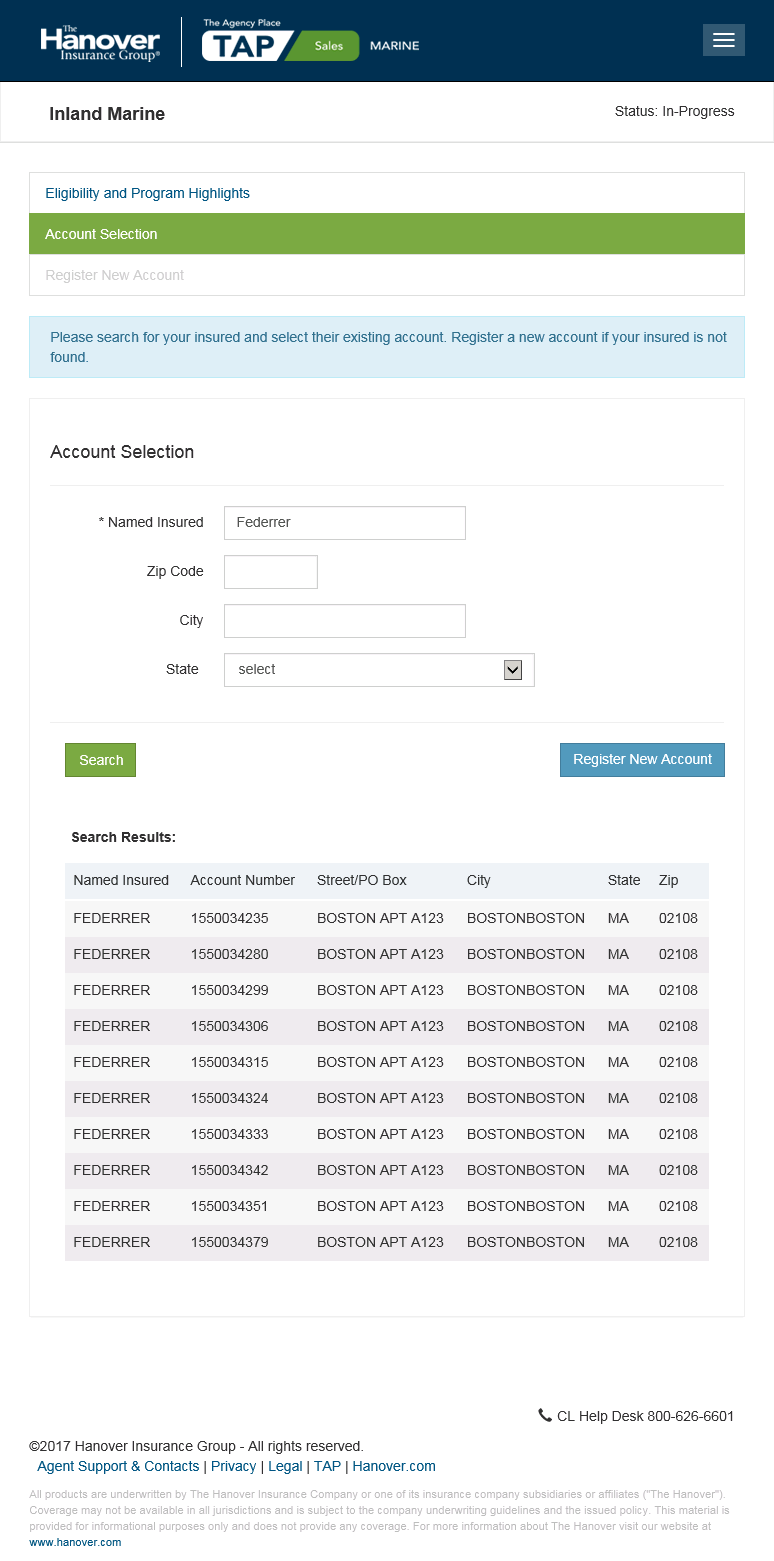 The
Hanover
Insurance Group®
The Agency Place
TAP Sales MARINE
Inland Marine
Status: In-Progress
Eligibility and Program Highlights
Account Selection
Register New Account
Please search for your insured and select their existing account. Register a new account if your insured is not
found.
Account Selection
* Named Insured Federrer
Zip Code
City
State select
Search Register New Account
Search Results:
Named Insured Account Number Street/PO Box City State Zip
FEDERRER 1550034235 BOSTON APT A123 BOSTONBOSTON MA 02108
FEDERRER 1550034280 BOSTON APT A123 BOSTONBOSTON MA 02108
FEDERRER 1550034299 BOSTON APT A123 BOSTONBOSTON MA 02108
FEDERRER 1550034306 BOSTON APT A123 BOSTONBOSTON MA 02108
FEDERRER 1550034315 BOSTON APT A123 BOSTONBOSTON MA 02108
FEDERRER 1550034324 BOSTON APT A123 BOSTONBOSTON MA 02108
FEDERRER 1550034333 BOSTON APT A123 BOSTONBOSTON MA 02108
FEDERRER 1550034342 BOSTON APT A123 BOSTONBOSTON MA 02108
FEDERRER 1550034351 BOSTON APT A123 BOSTONBOSTON MA 02108
FEDERRER 1550034379 BOSTON APT A123 BOSTONBOSTON MA 02108
CL Help Desk 800-626-6601
©2017 Hanover Insurance Group - All rights reserved.
Agent Support & Contacts | Privacy | Legal | TAP | Hanover.com
All products are underwritten by The Hanover Insurance Company or one of its insurance company subsidiaries or affiliates ("The Hanover").
Coverage may not be available in all jurisdictions and is subject to the company underwriting guidelines and the issued policy. This material is
provided for informational purposes only and does not provide any coverage. For more information about The Hanover visit our website at
www.hanover.com